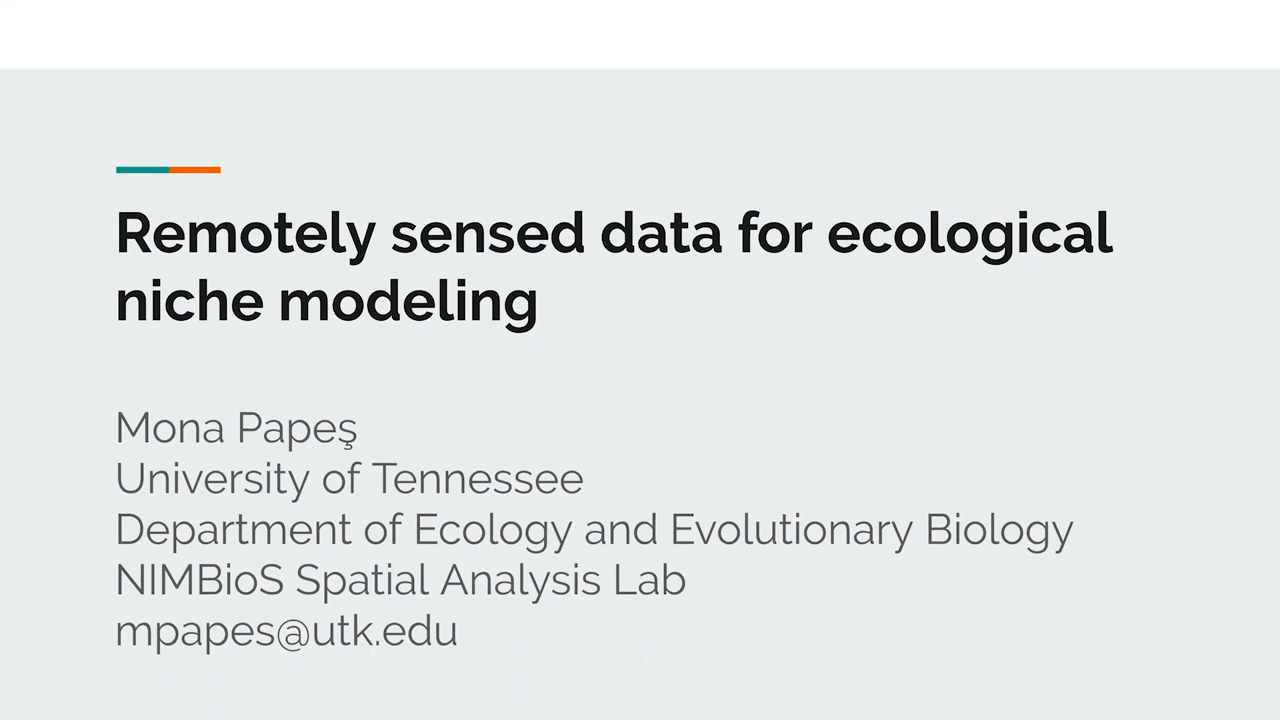 Remotely sensed data for ecological
niche modeling
Mona Papeş
University of Tennessee
Department of Ecology and Evolutionary Biology
NIMBioS Spatial Analysis Lab
mpapes@utk.edu